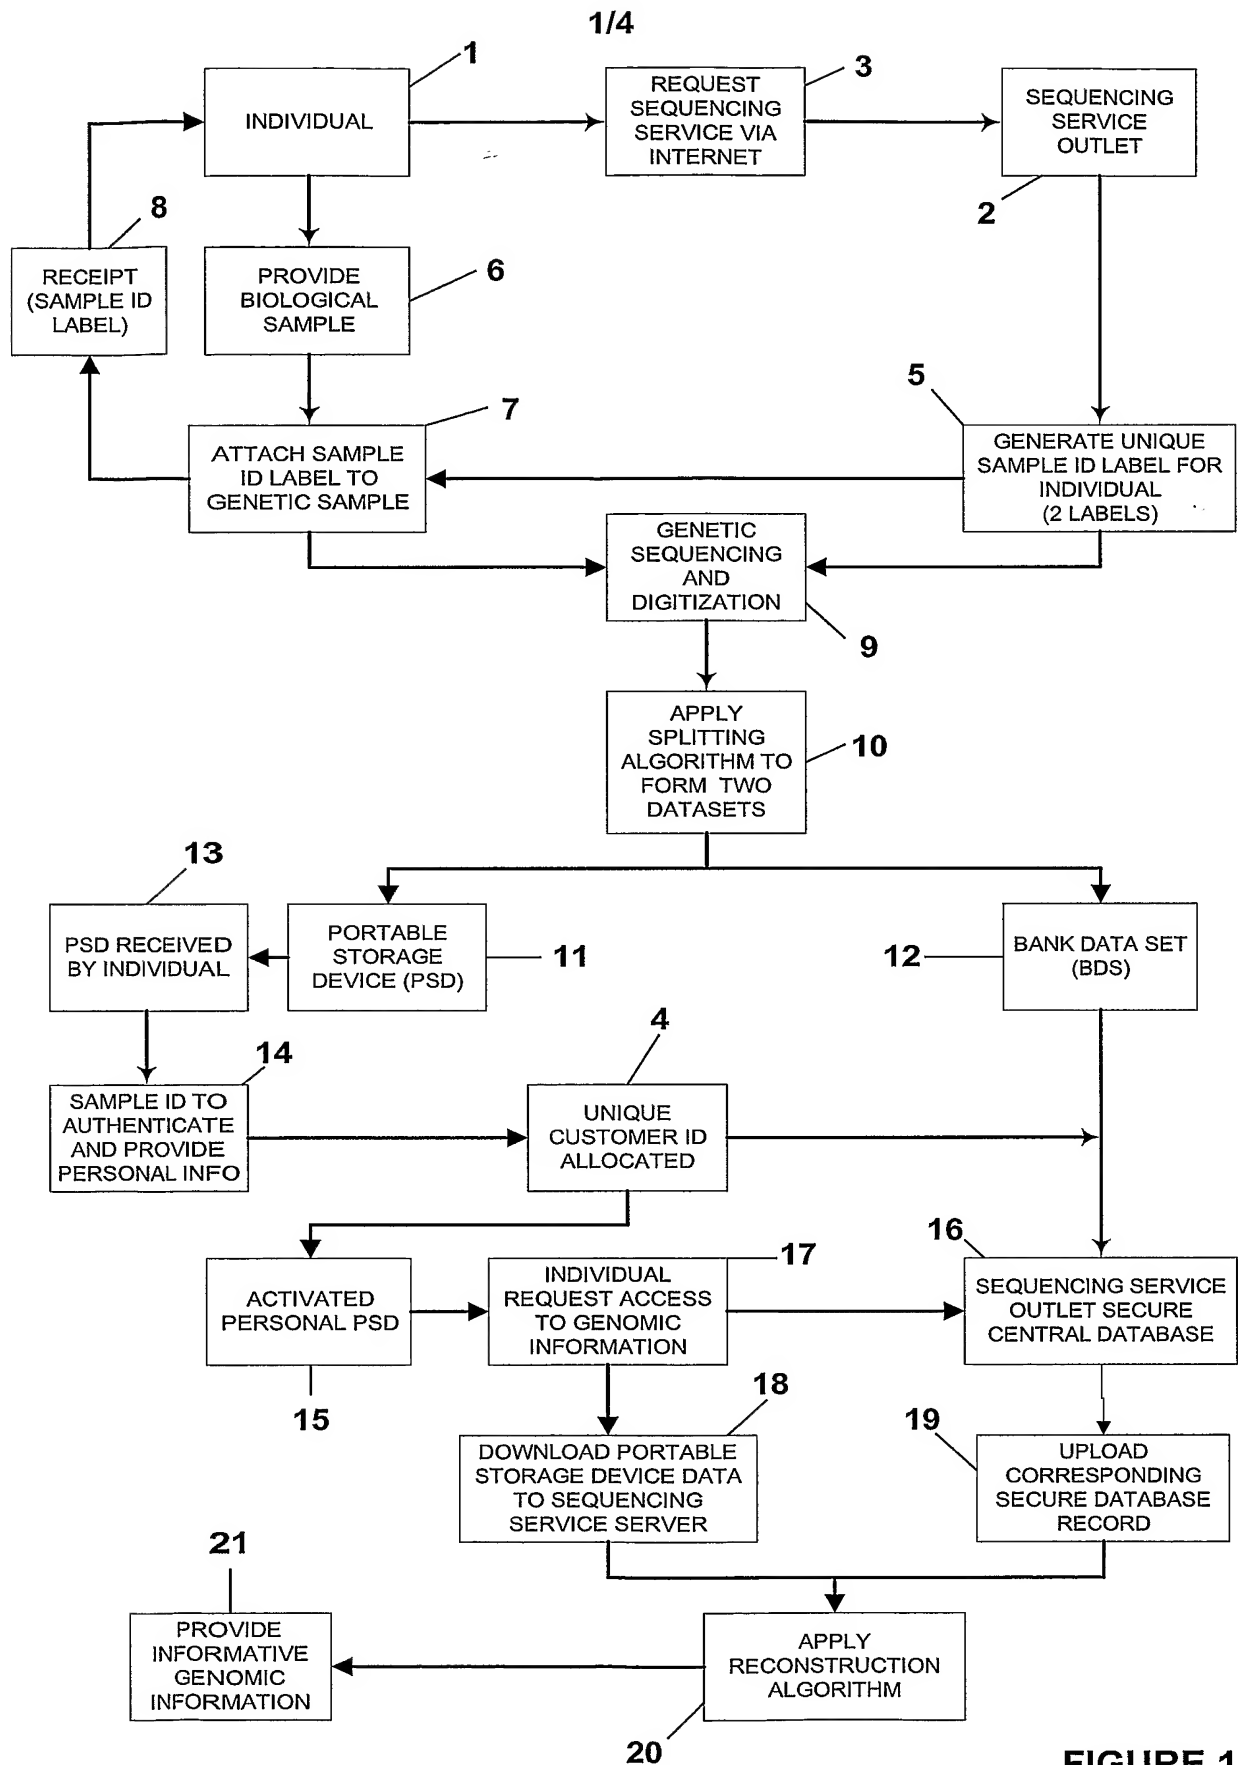 1/4
1
INDIVIDUAL
3
REQUEST
SEQUENCING
SERVICE VIA
INTERNET
SEQUENCING
SERVICE
OUTLET
2
8
RECEIPT
(SAMPLE ID
LABEL)
PROVIDE
BIOLOGICAL
SAMPLE
6
5
7
ATTACH SAMPLE
ID LABEL TO
GENETIC SAMPLE
GENERATE UNIQUE
SAMPLE ID LABEL FOR
INDIVIDUAL
(2 LABELS)
GENETIC
SEQUENCING
AND
DIGITIZATION
9
APPLY
SPLITTING
ALGORITHM TO
FORM TWO
DATASETS
10
13
PSD RECEIVED
BY INDIVIDUAL
PORTABLE
STORAGE
DEVICE (PSD)
11
12
BANK DATA SET
(BDS)
4
14
SAMPLE ID TO
AUTHENTICATE
AND PROVIDE
PERSONAL INFO
UNIQUE
CUSTOMER ID
ALLOCATED
16
17
ACTIVATED
PERSONAL PSD
INDIVIDUAL
REQUEST ACCESS
TO GENOMIC
INFORMATION
SEQUENCING SERVICE
OUTLET SECURE
CENTRAL DATABASE
15
18
19
DOWNLOAD PORTABLE
STORAGE DEVICE DATA
TO SEQUENCING
SERVICE SERVER
UPLOAD
CORRESPONDING
SECURE DATABASE
RECORD
21
PROVIDE
INFORMATIVE
GENOMIC
INFORMATION
APPLY
RECONSTRUCTION
ALGORITHM
20
FIGURE 1